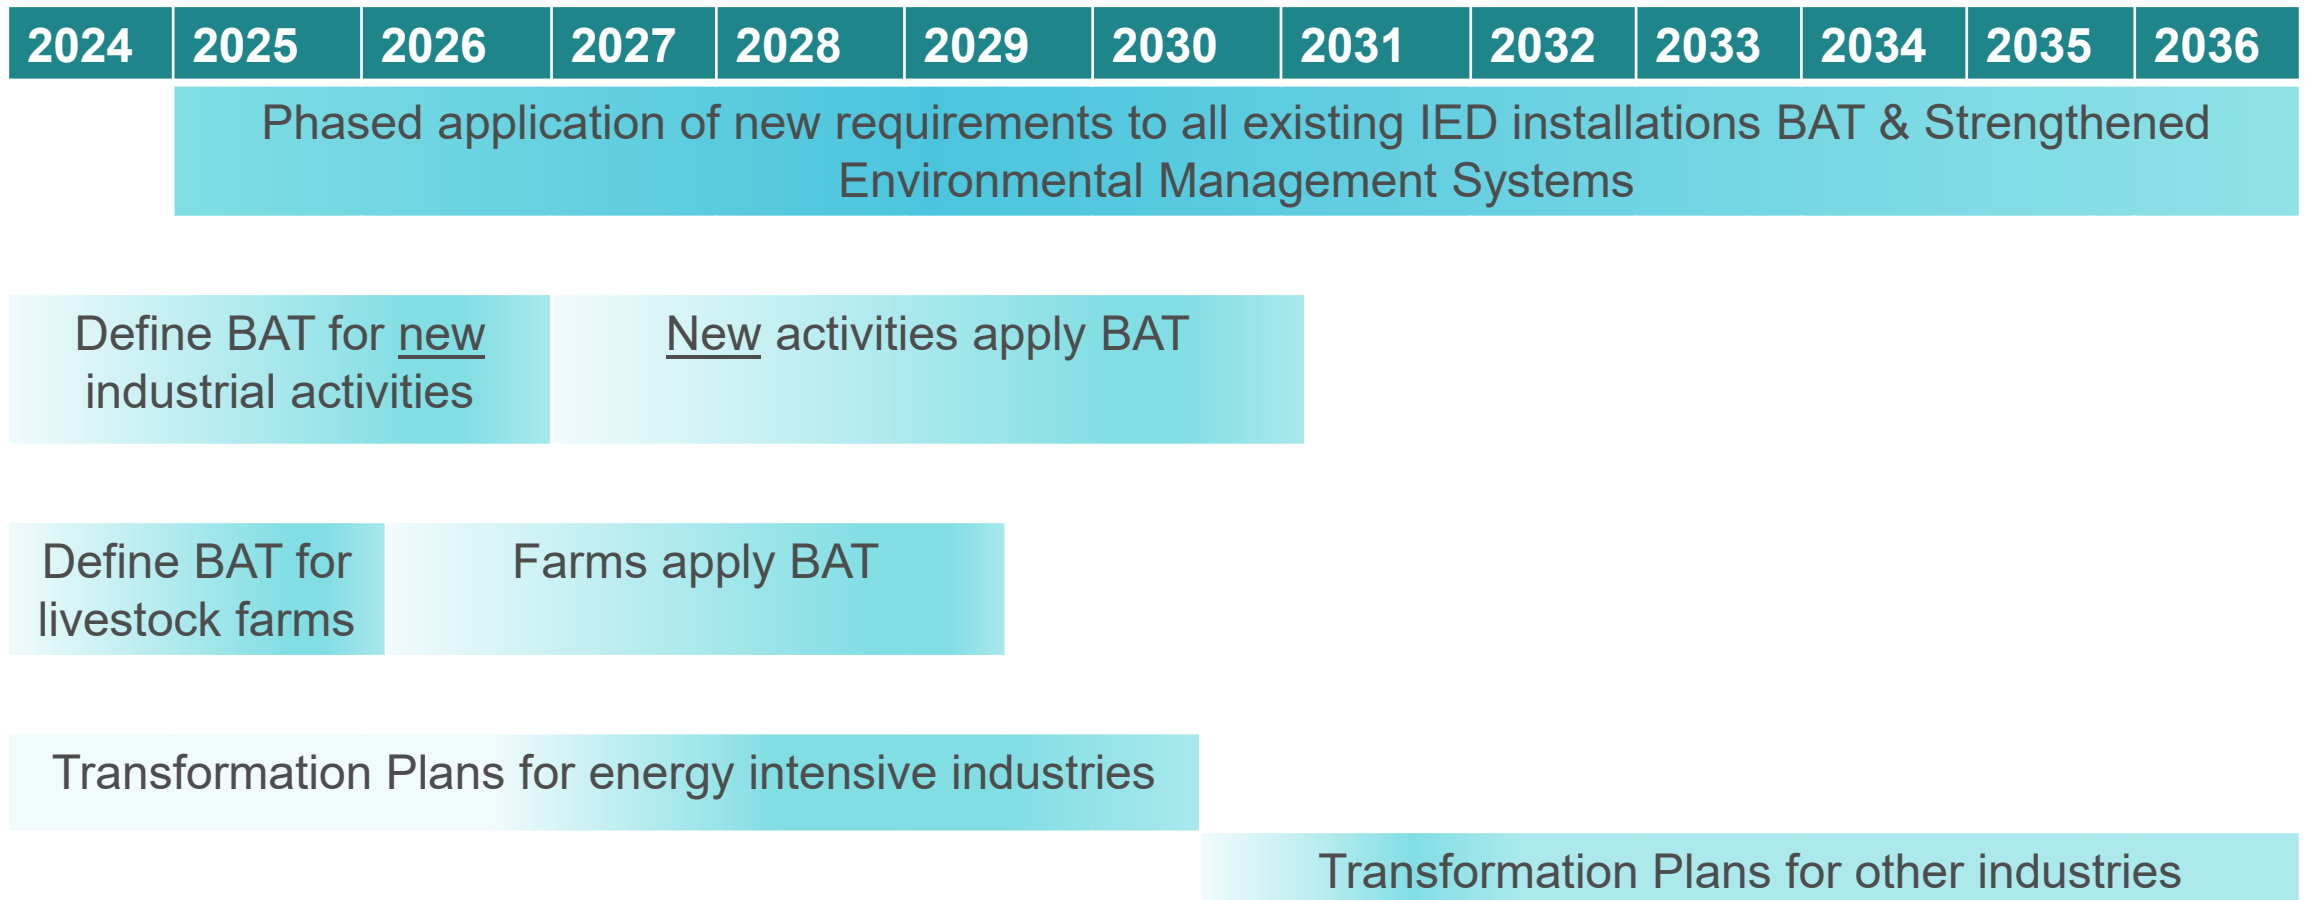 2024 2025 2026 2027 2028 2029 2030 2031 2032 2033 2034 2035 2036
Phased application of new requirements to all existing IED installations BAT & Strengthened
Environmental Management Systems
Define BAT for new
industrial activities
New activities apply BAT
Define BAT for
livestock farms
Farms apply BAT
Transformation Plans for energy intensive industries
Transformation Plans for other industries